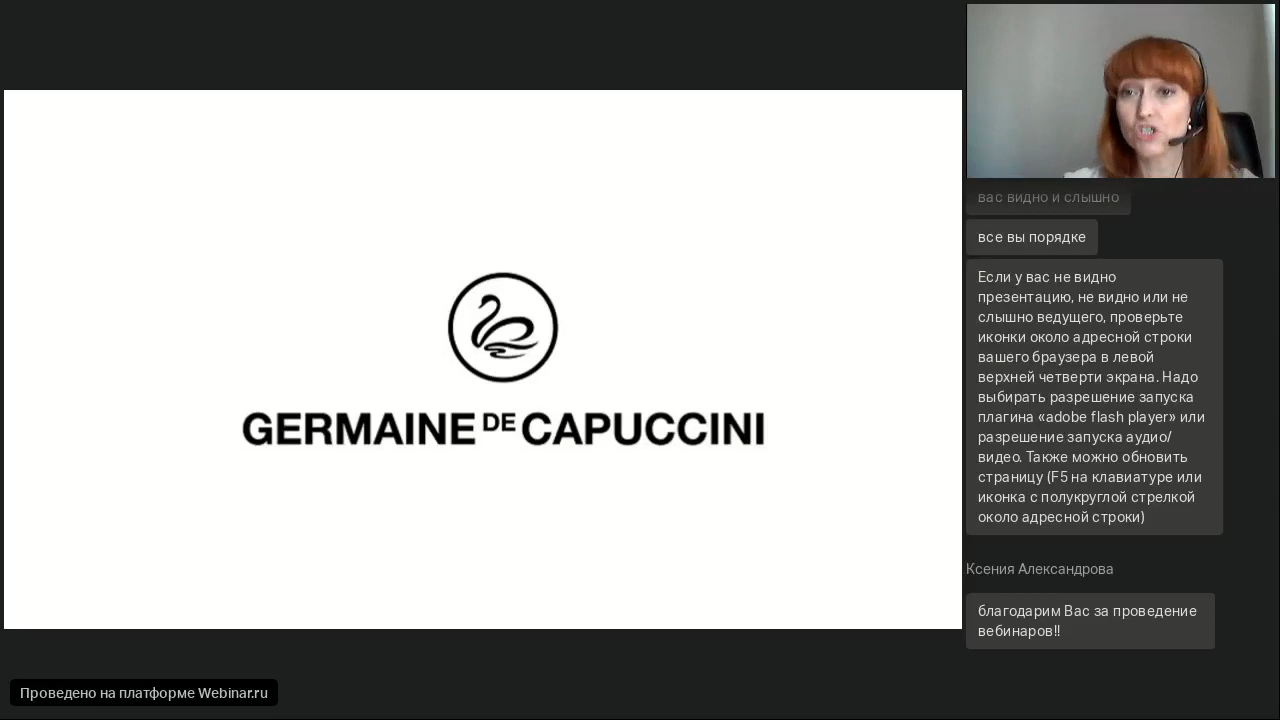 GERMAINE DE CAPUCCINI
вас видно и слышно
все вы порядке
Если у вас не видно
презентацию, не видно или не
слышно ведущего, проверьте
иконки около адресной строки
вашего браузера в левой
верхней четверти экрана. Надо
выбирать разрешение запуска
плагина «adobe flash player» или
разрешение запуска аудио/
видео. Также можно обновить
страницу (F5 на клавиатуре или
иконка с полукруглой стрелкой
около адресной строки)
Ксения Александрова
благодарим Вас за проведение
вебинаров!!
Проведено на платформе Webinar.ru